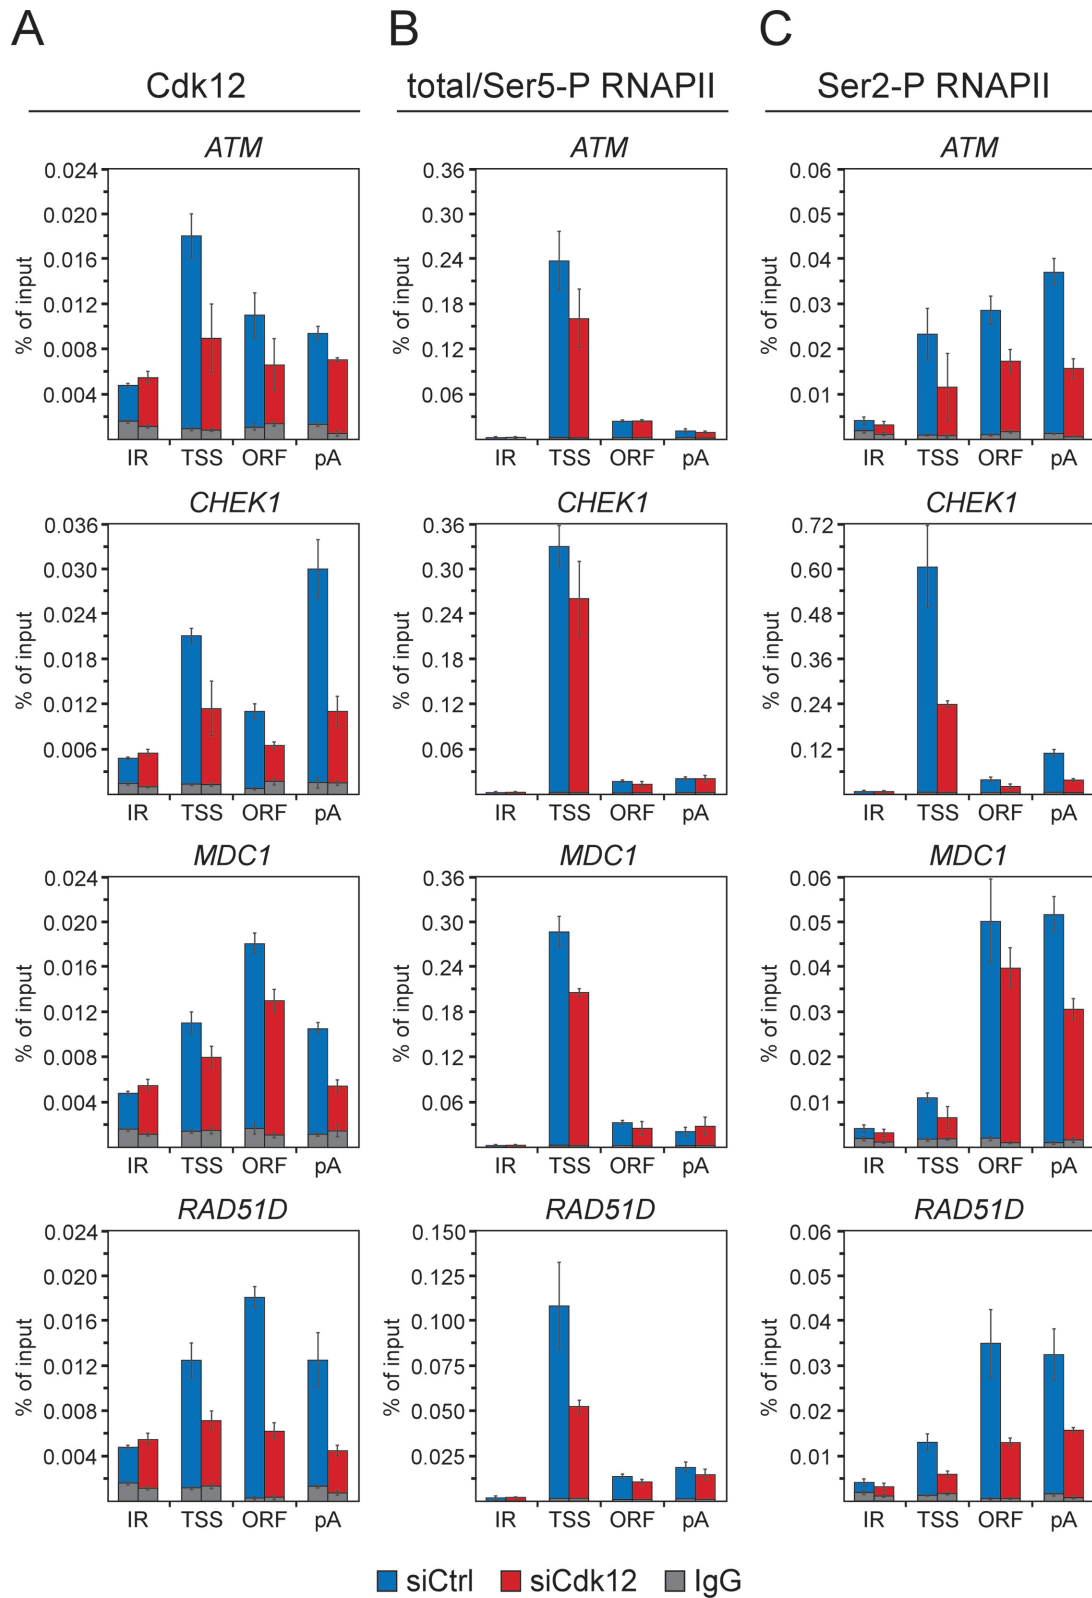 A
Cdk12
ATM
0.024
0.020
0.016
0.012
0.008
0.004
% of input
IR TSS ORF pA
CHEK1
0.036
0.030
0.024
0.018
0.012
0.006
% of input
IR TSS ORF pA
MDC1
0.024
0.020
0.016
0.012
0.008
0.004
% of input
IR TSS ORF pA
RAD51D
0.024
0.020
0.016
0.012
0.008
0.004
% of input
IR TSS ORF pA
B
total/Ser5-P RNAPII
ATM
0.36
0.30
0.24
0.18
0.12
0.06
% of input
IR TSS ORF pA
CHEK1
0.36
0.30
0.24
0.18
0.12
0.06
% of input
IR TSS ORF pA
MDC1
0.36
0.30
0.24
0.18
0.12
0.06
% of input
IR TSS ORF pA
RAD51D
0.150
0.125
0.100
0.075
0.050
0.025
% of input
IR TSS ORF pA
C
Ser2-P RNAPII
ATM
0.06
0.05
0.04
0.03
0.02
0.01
% of input
IR TSS ORF pA
CHEK1
0.72
0.60
0.48
0.36
0.24
0.12
% of input
IR TSS ORF pA
MDC1
0.06
0.05
0.04
0.03
0.02
0.01
% of input
IR TSS ORF pA
RAD51D
0.06
0.05
0.04
0.03
0.02
0.01
% of input
IR TSS ORF pA
siCtrl siCdk12 IgG